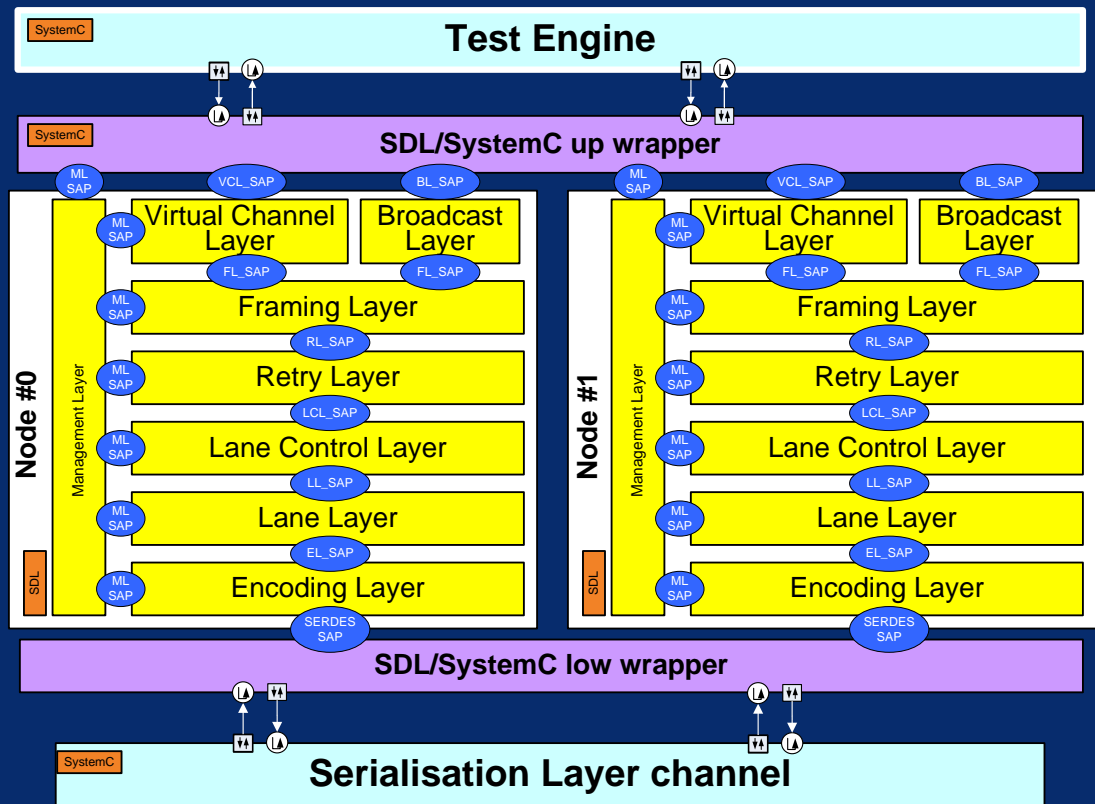 SystemC
Test Engine
SystemC
SDL/SystemC up wrapper
ML
SAP
VCL_SAP
BL_SAP
ML
SAP
VCL_SAP
BL_SAP
Node #0
SDL
Management Layer
ML
SAP
Virtual Channel
Layer
Broadcast
Layer
FL_SAP
FL_SAP
ML
SAP
Framing Layer
RL_SAP
ML
SAP
Retry Layer
LCL_SAP
ML
SAP
Lane Control Layer
LL_SAP
ML
SAP
Lane Layer
EL_SAP
ML
SAP
Encoding Layer
SERDES
SAP
Node #1
SDL
Management Layer
ML
SAP
Virtual Channel
Layer
Broadcast
Layer
FL_SAP
FL_SAP
ML
SAP
Framing Layer
RL_SAP
ML
SAP
Retry Layer
LCL_SAP
ML
SAP
Lane Control Layer
LL_SAP
ML
SAP
Lane Layer
EL_SAP
ML
SAP
Encoding Layer
SERDES
SAP
SDL/SystemC low wrapper
SystemC
Serialisation Layer channel